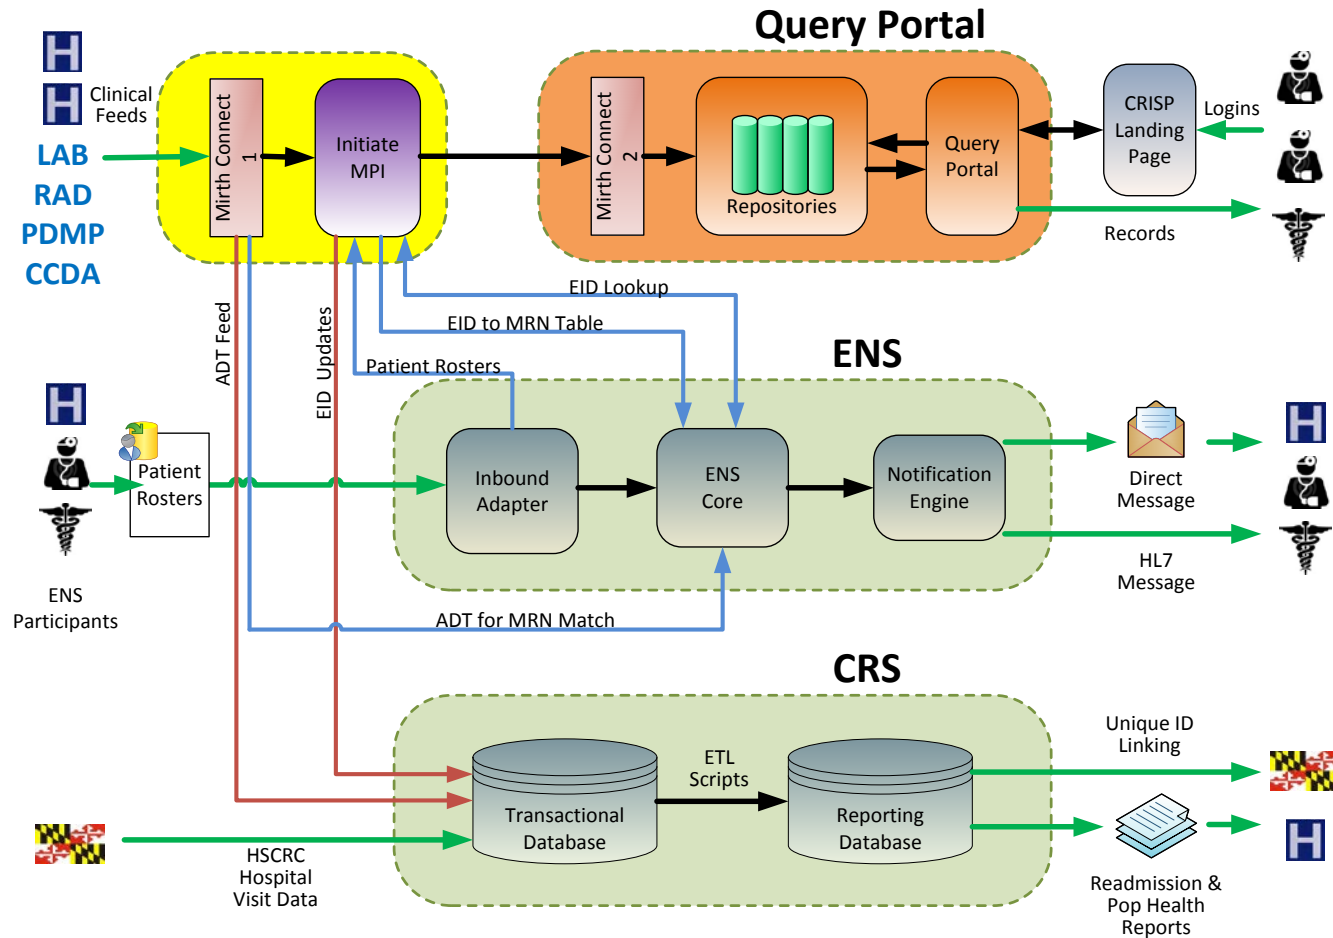 Query Portal
H
H
Clinical
Feeds
LAB
RAD
PDMP
CCDA
Mirth Connect
1
Initiate
MPI
Mirth Connect
2
Repositories
Query
Portal
CRISP
Landing
Page
Logins
Records
ADT Feed
EID  Updates
EID Lookup
EID to MRN Table
Patient Rosters
ENS
H
Patient
Rosters
ENS
Participants
Inbound
Adapter
ENS
Core
Notification
Engine
Direct
Message
H
HL7
Message
ADT for MRN Match
CRS
HSCRC
Hospital
Visit Data
Transactional
Database
ETL
Scripts
Reporting
Database
Unique ID
Linking
H
Readmission &
Pop Health
Reports